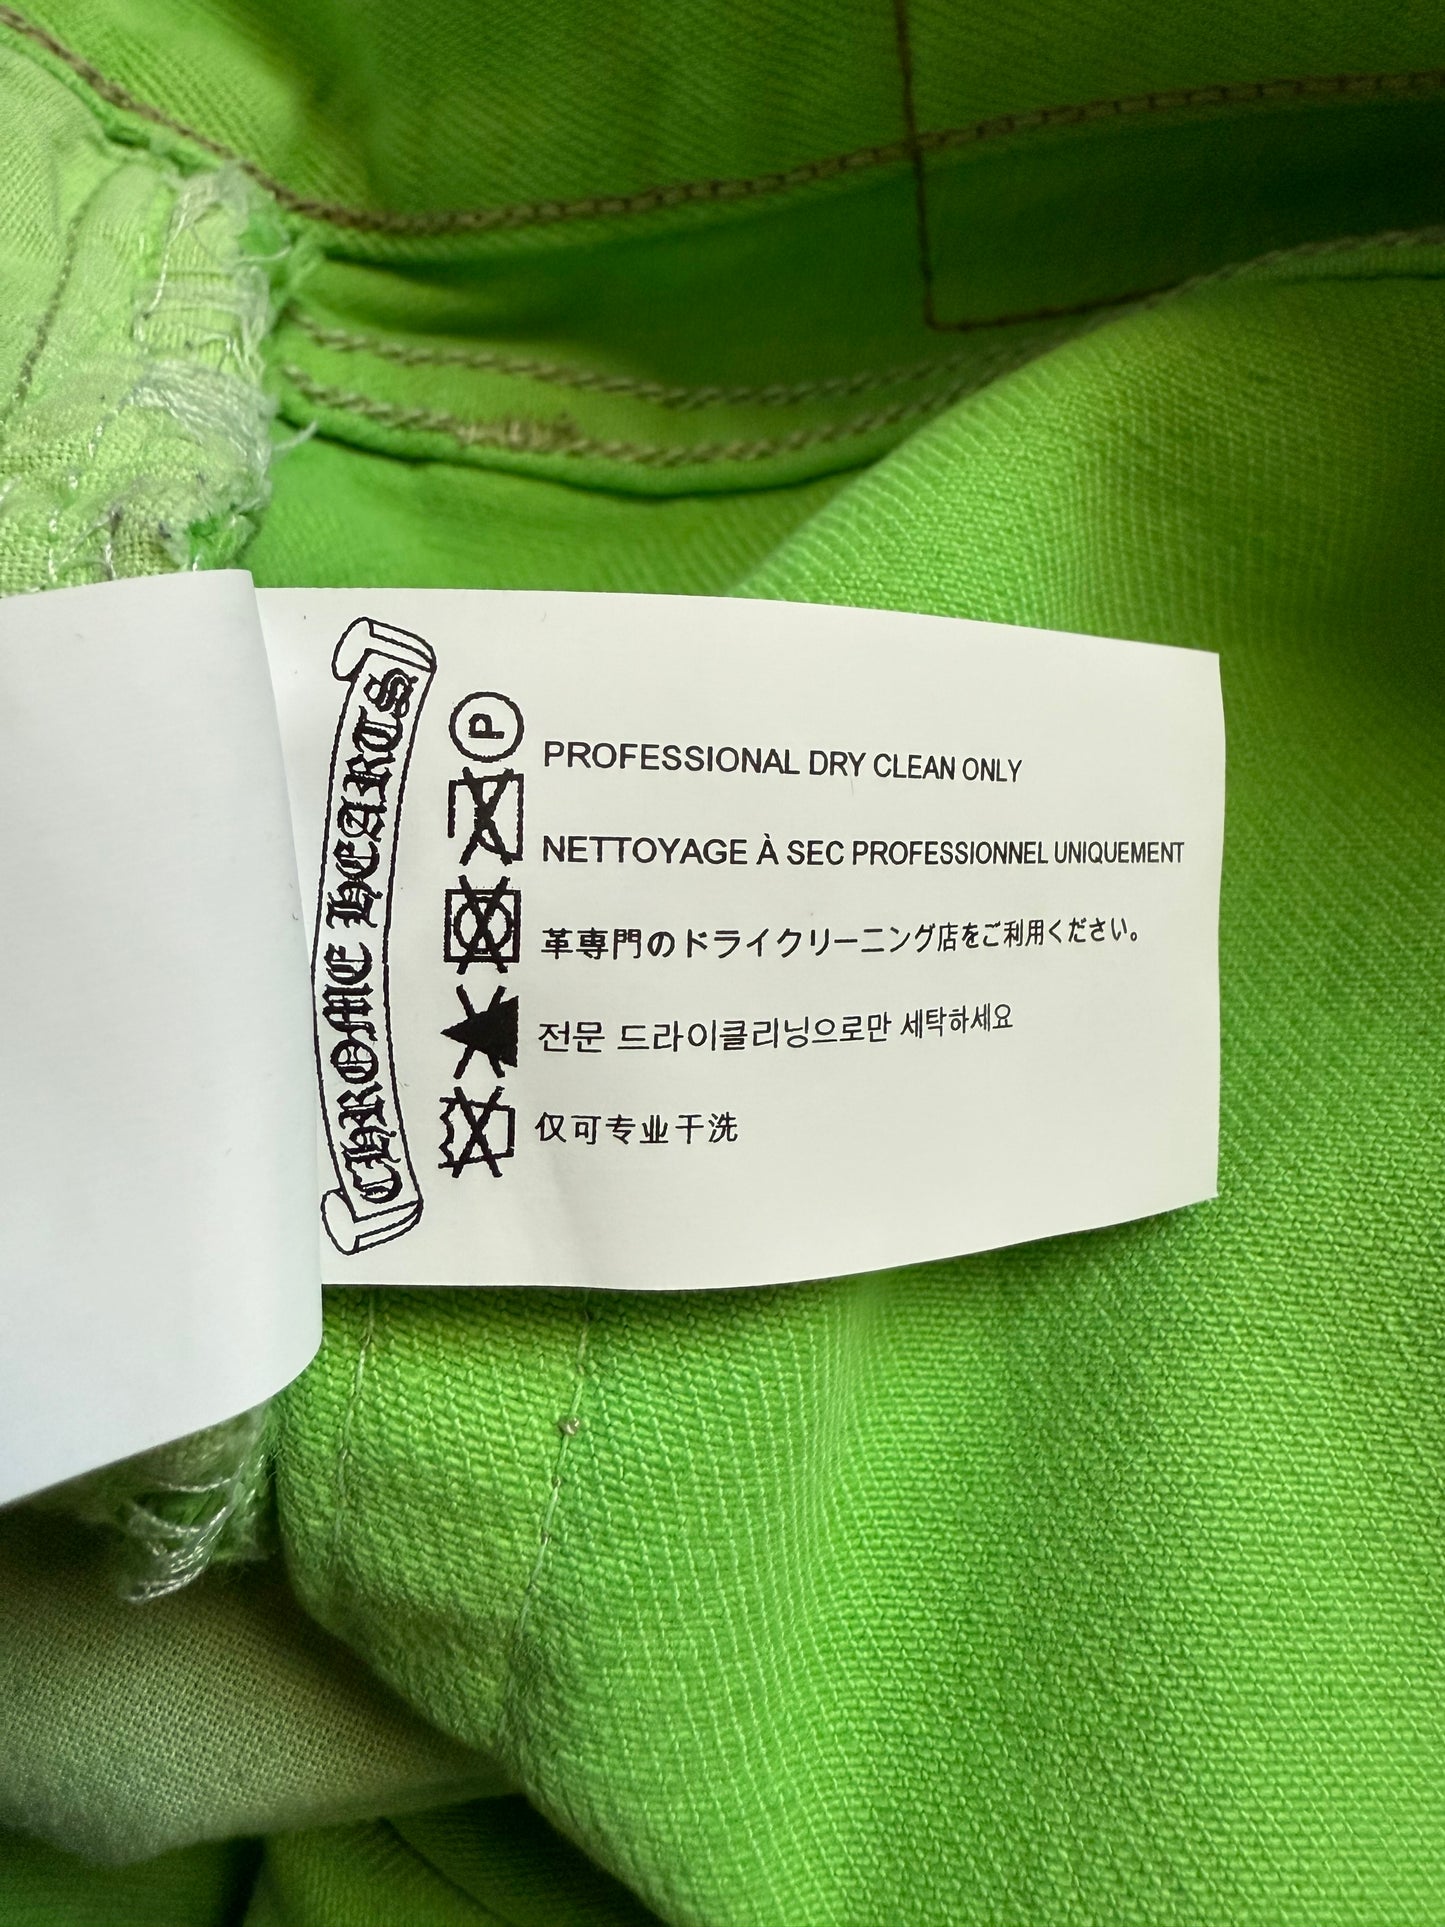 CHROME HEARTS
P
PROFESSIONAL DRY CLEAN ONLY
NETTOYAGE À SEC PROFESSIONNEL UNIQUEMENT
革専門のドライクリーニング店をご利用ください。
전문 드라이클리닝으로만 세탁하세요
仅可专业干洗